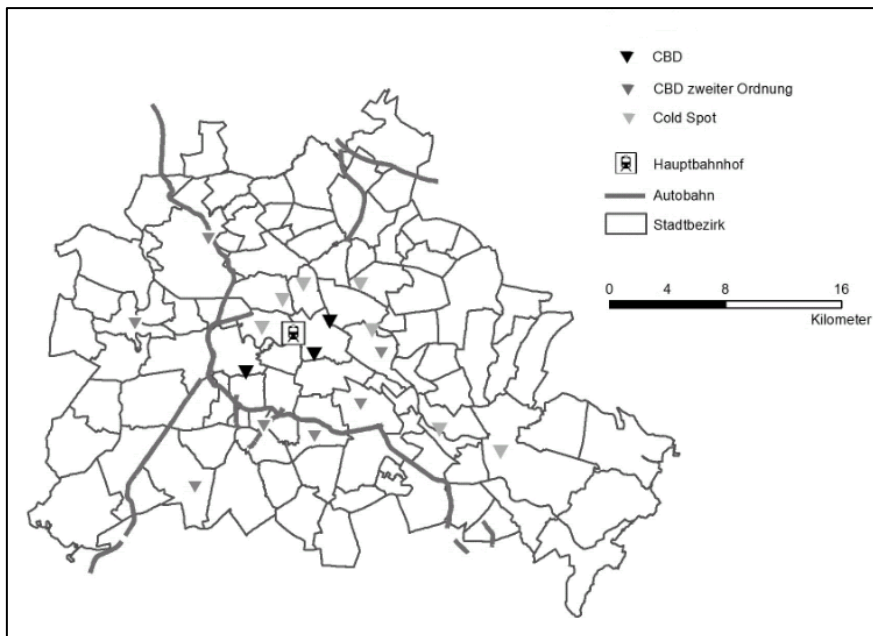 CBD
CBD zweiter Ordnung
Cold Spot
Hauptbahnhof
Autobahn
Stadtbezirk
0 4 8 16
Kilometer